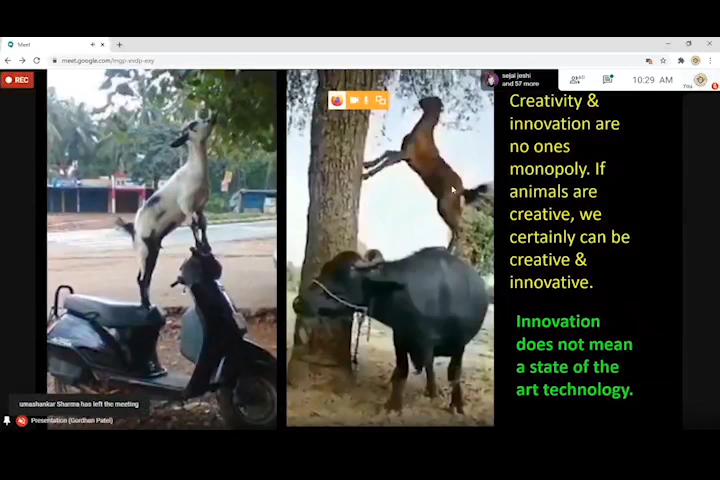 Meet
meet.google.com/mgp-xvdp-exy
REC
sejal joshi
and 57 more
10:29 AM
You
Creativity &
innovation are
no ones
monopoly. If
animals are
creative, we
certainly can be
creative &
innovative.
Innovation
does not mean
a state of the
art technology.
umashankar Sharma has left the meeting
Presentation (Gordhan Patel)